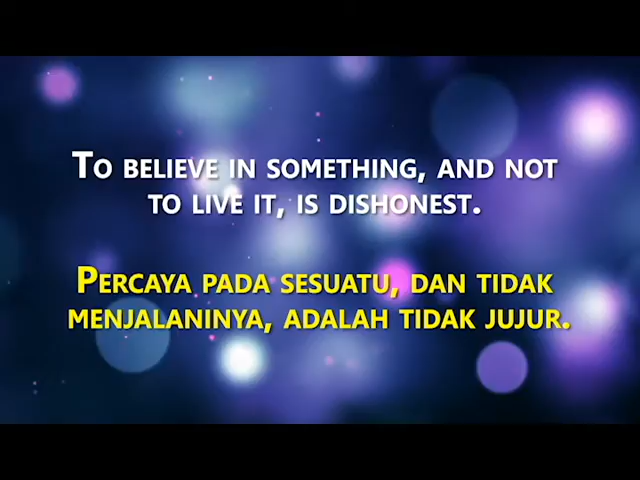 To believe in something, and not
to live it, is dishonest.
Percaya pada sesuatu, dan tidak
menjalaninya, adalah tidak jujur.